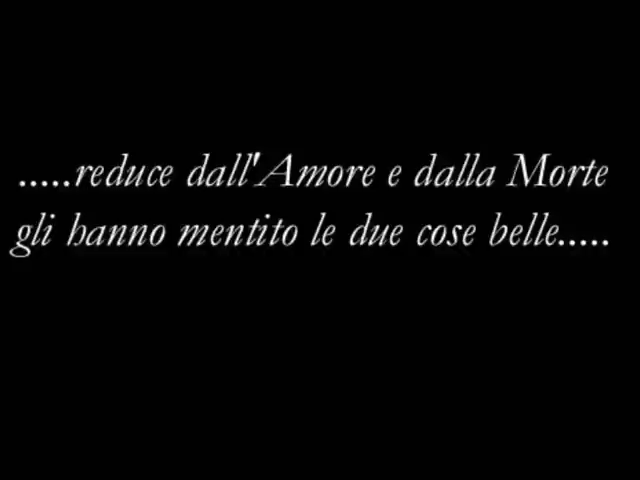 .....reduce dall'Amore e dalla Morte
gli hanno mentito le due cose belle.....